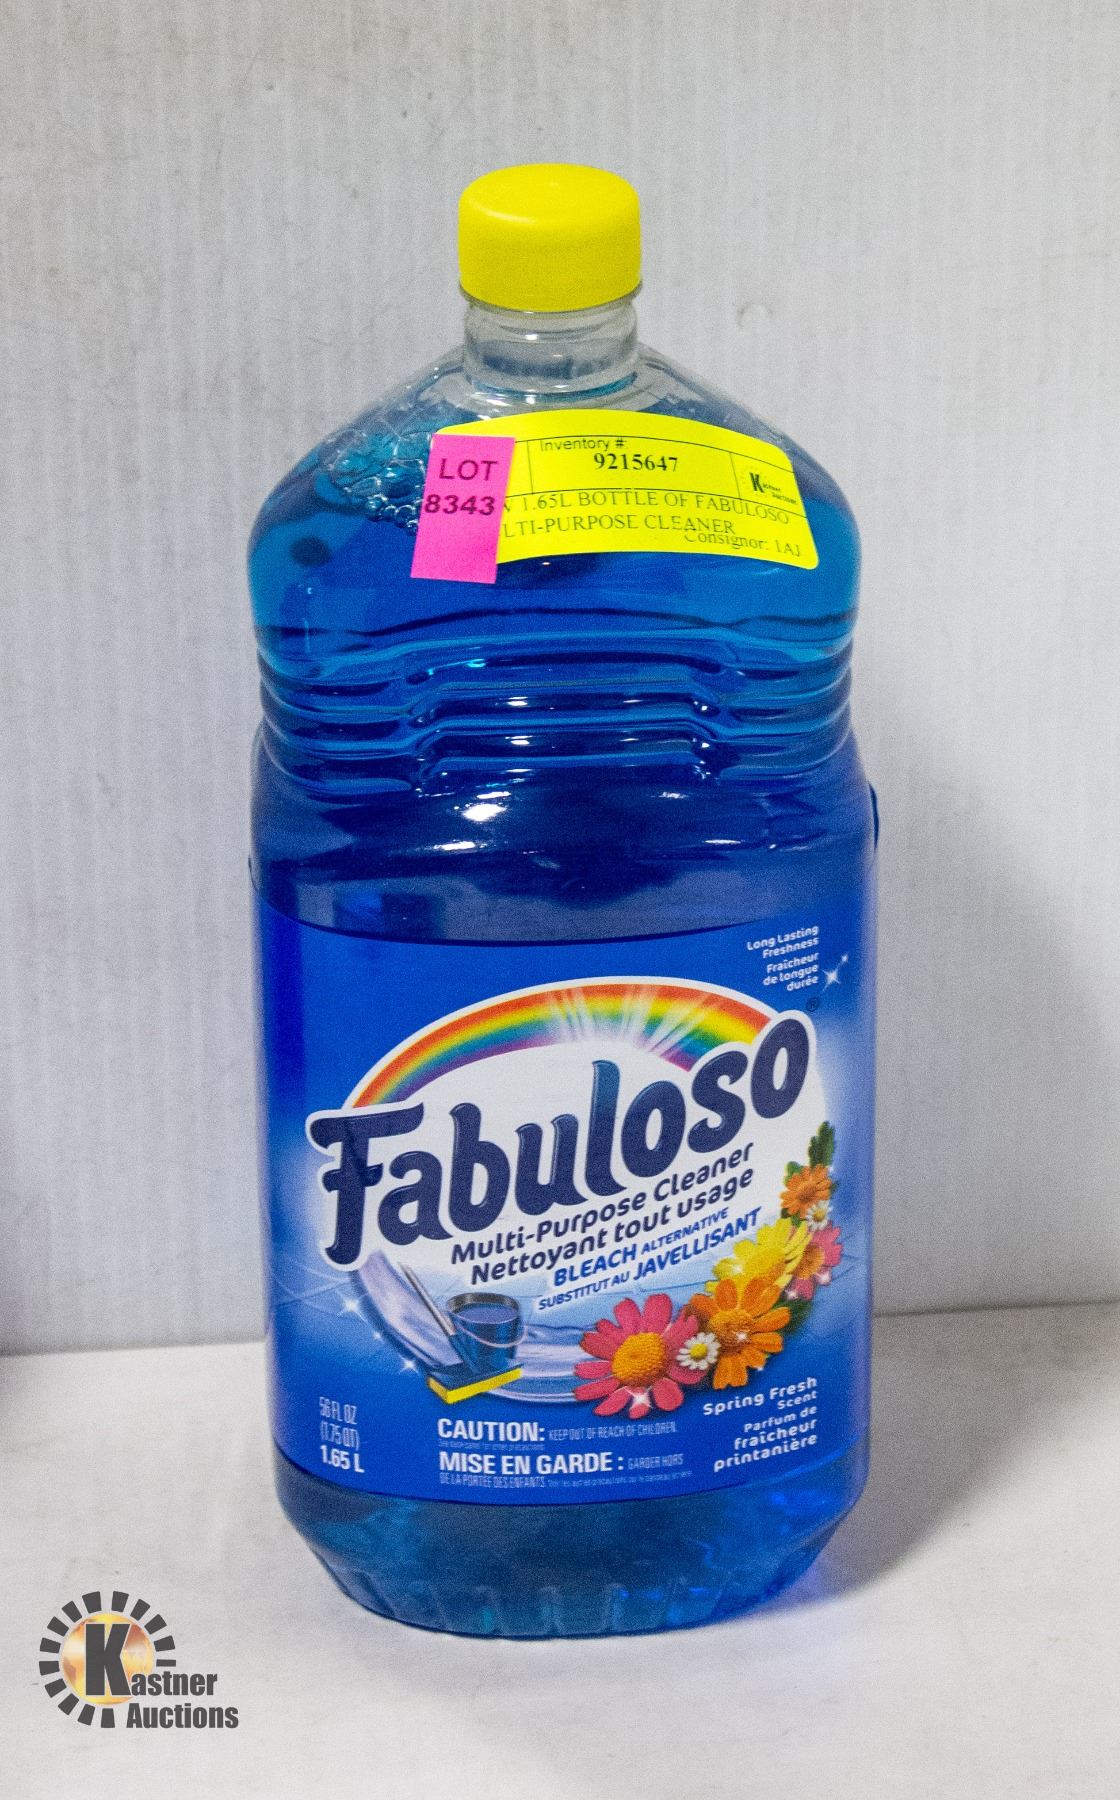 Inventory #:
9215647
LOT
8343
1.65L BOTTLE OF FABULOSO
LTI-PURPOSE CLEANER
Consignor: 1AJ
Kastner
Auctions
Long Lasting
Freshness
Fraîcheur
de longue
durée
®
Fabuloso
Multi-Purpose Cleaner
Nettoyant tout usage
BLEACH ALTERNATIVE
SUBSTITUT AU JAVELLISANT
Spring Fresh
Scent
Parfum de
fraîcheur
printanière
56 FL OZ
(1.75 QT)
1.65 L
CAUTION: KEEP OUT OF REACH OF CHILDREN.
MISE EN GARDE : GARDER HORS
DE LA PORTÉE DES ENFANTS.
Kastner
Auctions